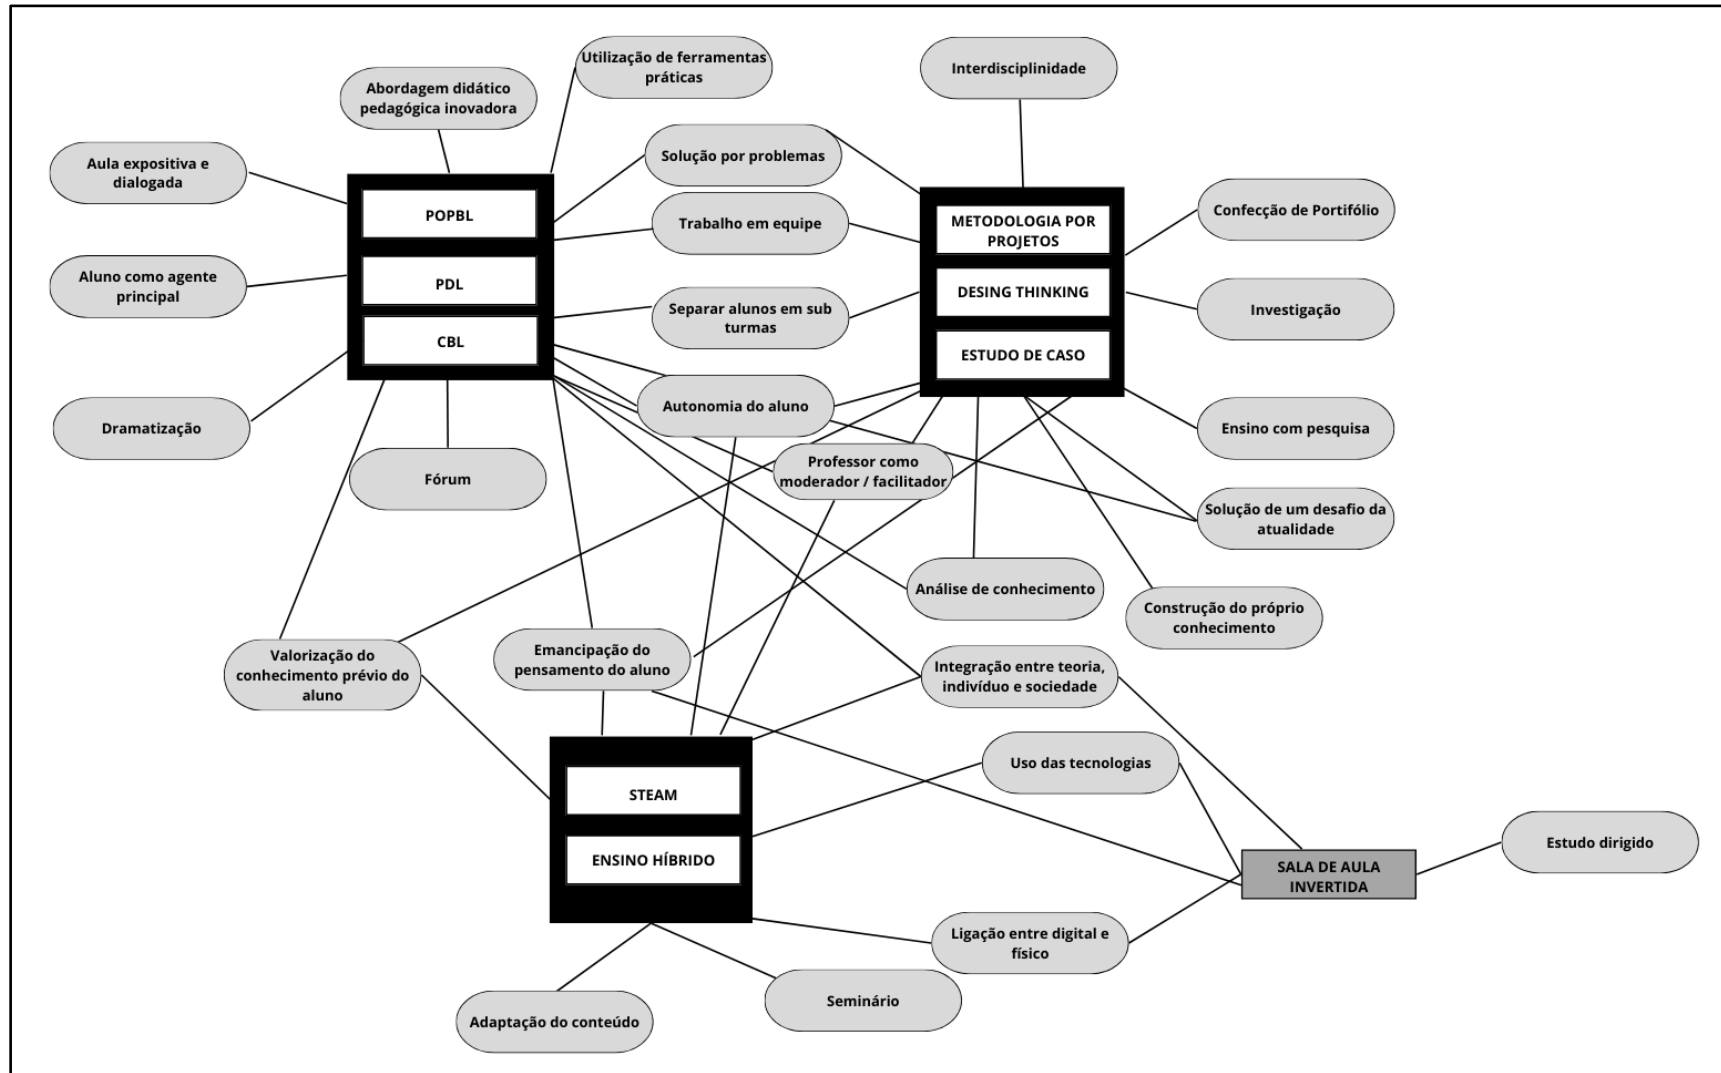 Utilização de ferramentas
práticas
Interdisciplinidade
Abordagem didático
pedagógica inovadora
Aula expositiva e
dialogada
Solução por problemas
POPBL
Trabalho em equipe
METODOLOGIA POR
PROJETOS
Confecção de Portifólio
Aluno como agente
principal
PDL
DESING THINKING
Separar alunos em sub
turmas
Investigação
CBL
ESTUDO DE CASO
Autonomia do aluno
Dramatização
Ensino com pesquisa
Fórum
Professor como
moderador / facilitador
Solução de um desafio da
atualidade
Análise de conhecimento
Construção do próprio
conhecimento
Valorização do
conhecimento prévio do
aluno
Emancipação do
pensamento do aluno
Integração entre teoria,
indivíduo e sociedade
Uso das tecnologias
STEAM
ENSINO HÍBRIDO
SALA DE AULA
INVERTIDA
Estudo dirigido
Ligação entre digital e
físico
Seminário
Adaptação do conteúdo